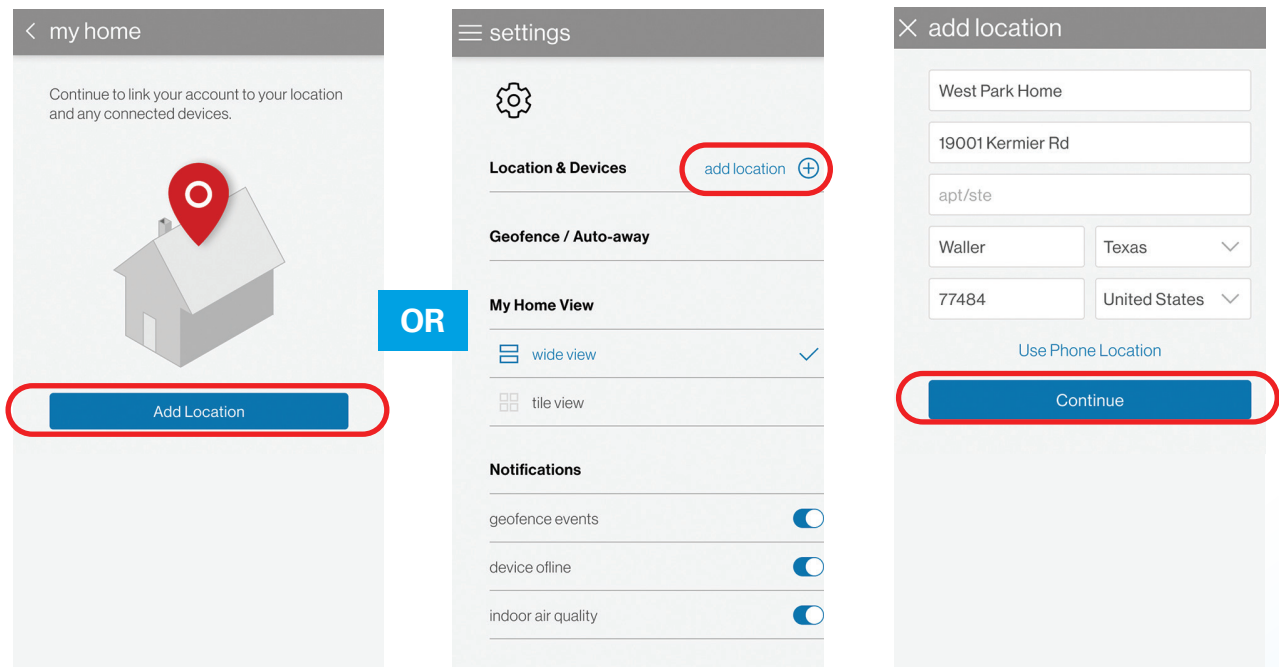 my home
Continue to link your account to your location
and any connected devices.
Add Location
OR
settings
Location & Devices
add location
Geofence / Auto-away
My Home View
wide view
tile view
Notifications
geofence events
device ofline
indoor air quality
add location
West Park Home
19001 Kermier Rd
apt/ste
Waller
Texas
77484
United States
Use Phone Location
Continue